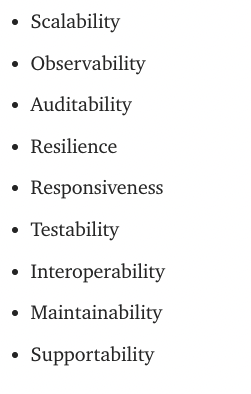 • Scalability
• Observability
• Auditability
• Resilience
• Responsiveness
• Testability
• Interoperability
• Maintainability
• Supportability